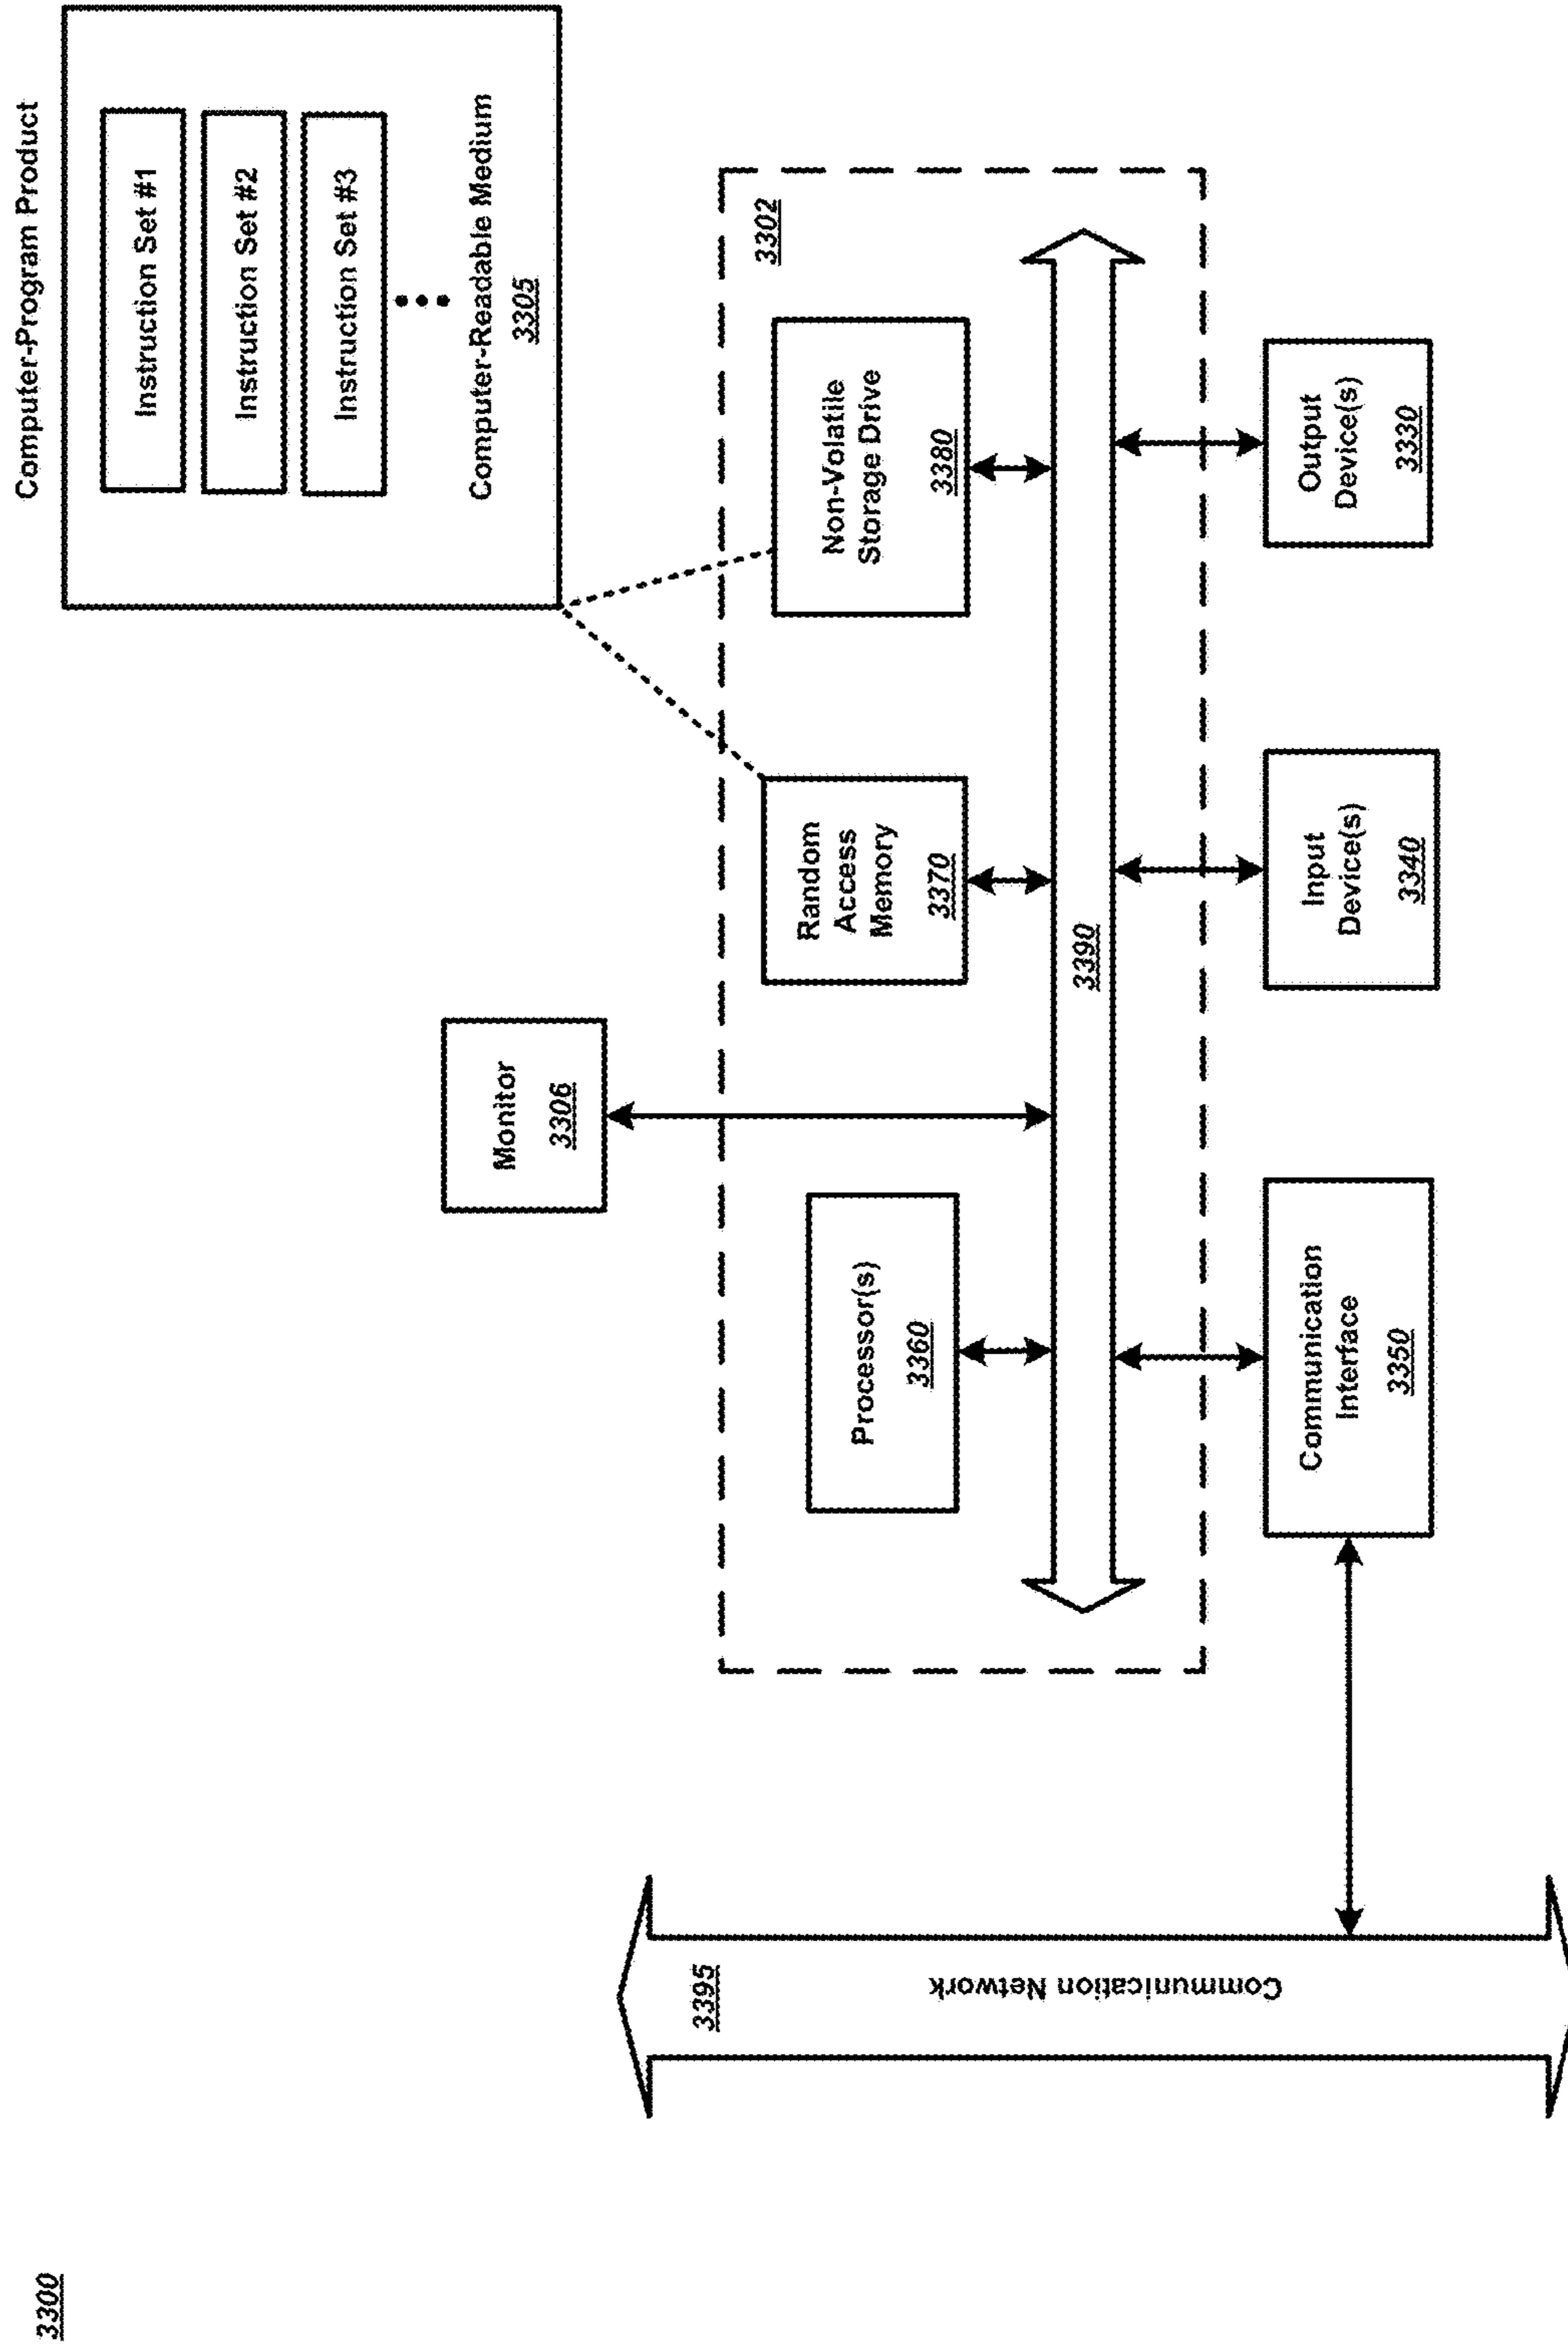 3300
Computer-Program Product
Instruction Set #1
Instruction Set #2
Instruction Set #3
Computer-Readable Medium
3305
Monitor
3306
3302
Processor(s)
3360
Random
Access
Memory
3370
Non-Volatile
Storage Drive
3380
3390
3395
Communication Network
Communication
Interface
3350
Input
Device(s)
3340
Output
Device(s)
3330